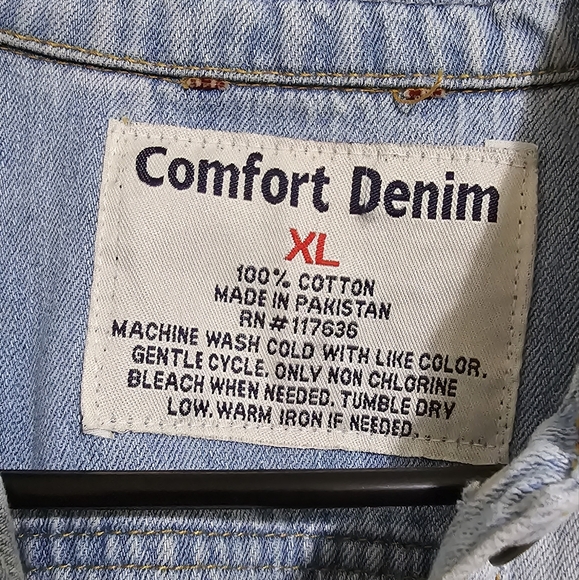 Comfort Denim
XL
100% COTTON
MADE IN PAKISTAN
RN#117636
MACHINE WASH COLD WITH LIKE COLOR.
GENTLE CYCLE. ONLY NON CHLORINE
BLEACH WHEN NEEDED. TUMBLE DRY
LOW. WARM IRON IF NEEDED.